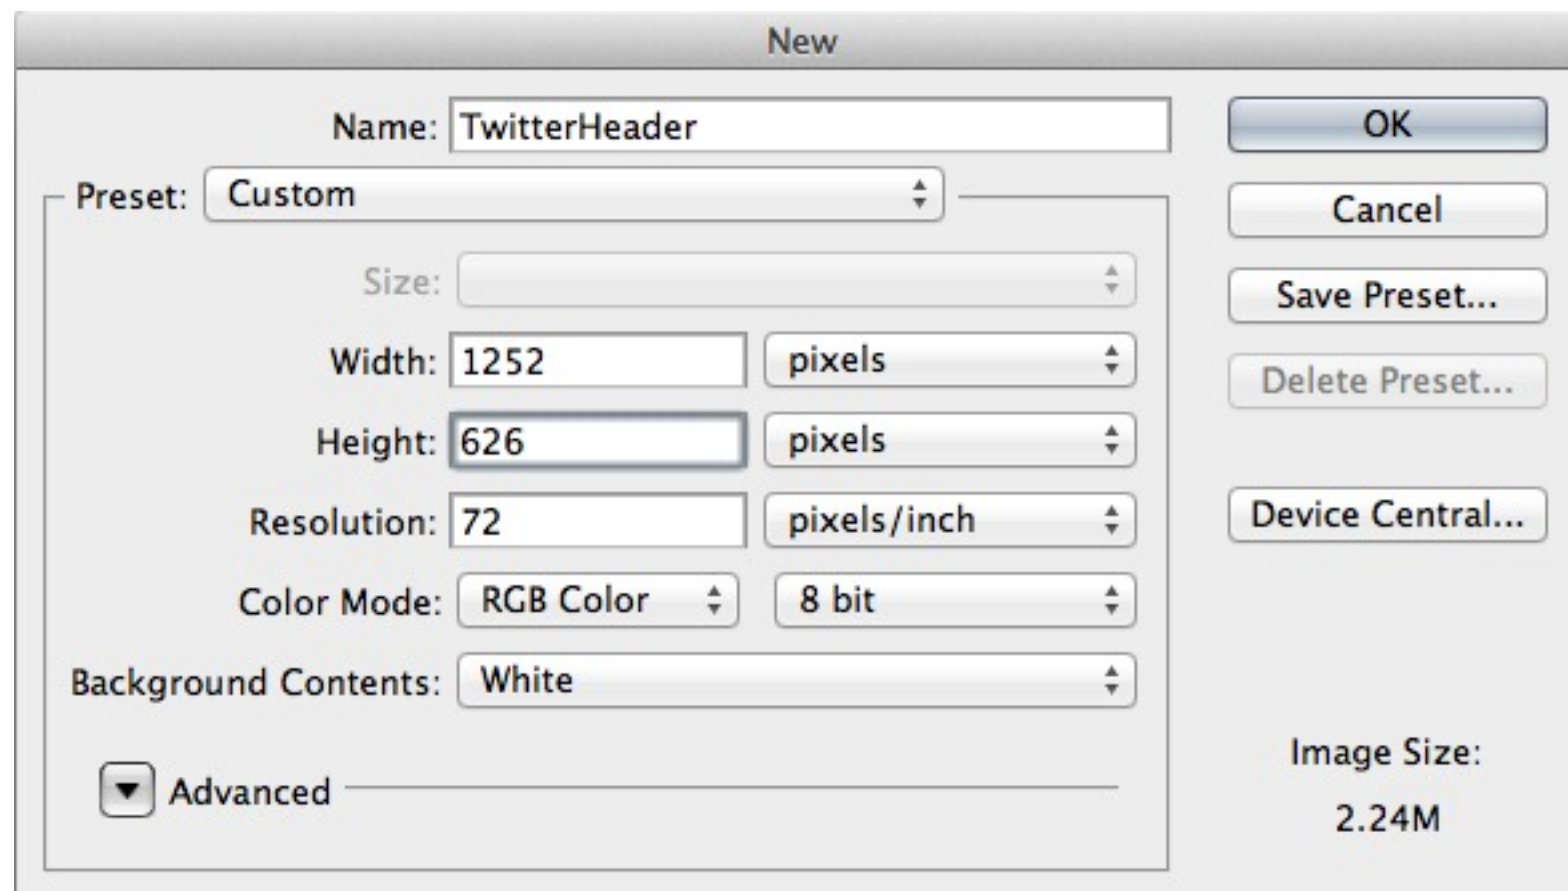 New
Name: TwitterHeader
OK
Preset: Custom
Cancel
Size:
Save Preset...
Width: 1252 pixels
Delete Preset...
Height: 626 pixels
Resolution: 72 pixels/inch
Device Central...
Color Mode: RGB Color 8 bit
Background Contents: White
Image Size:
Advanced
2.24M